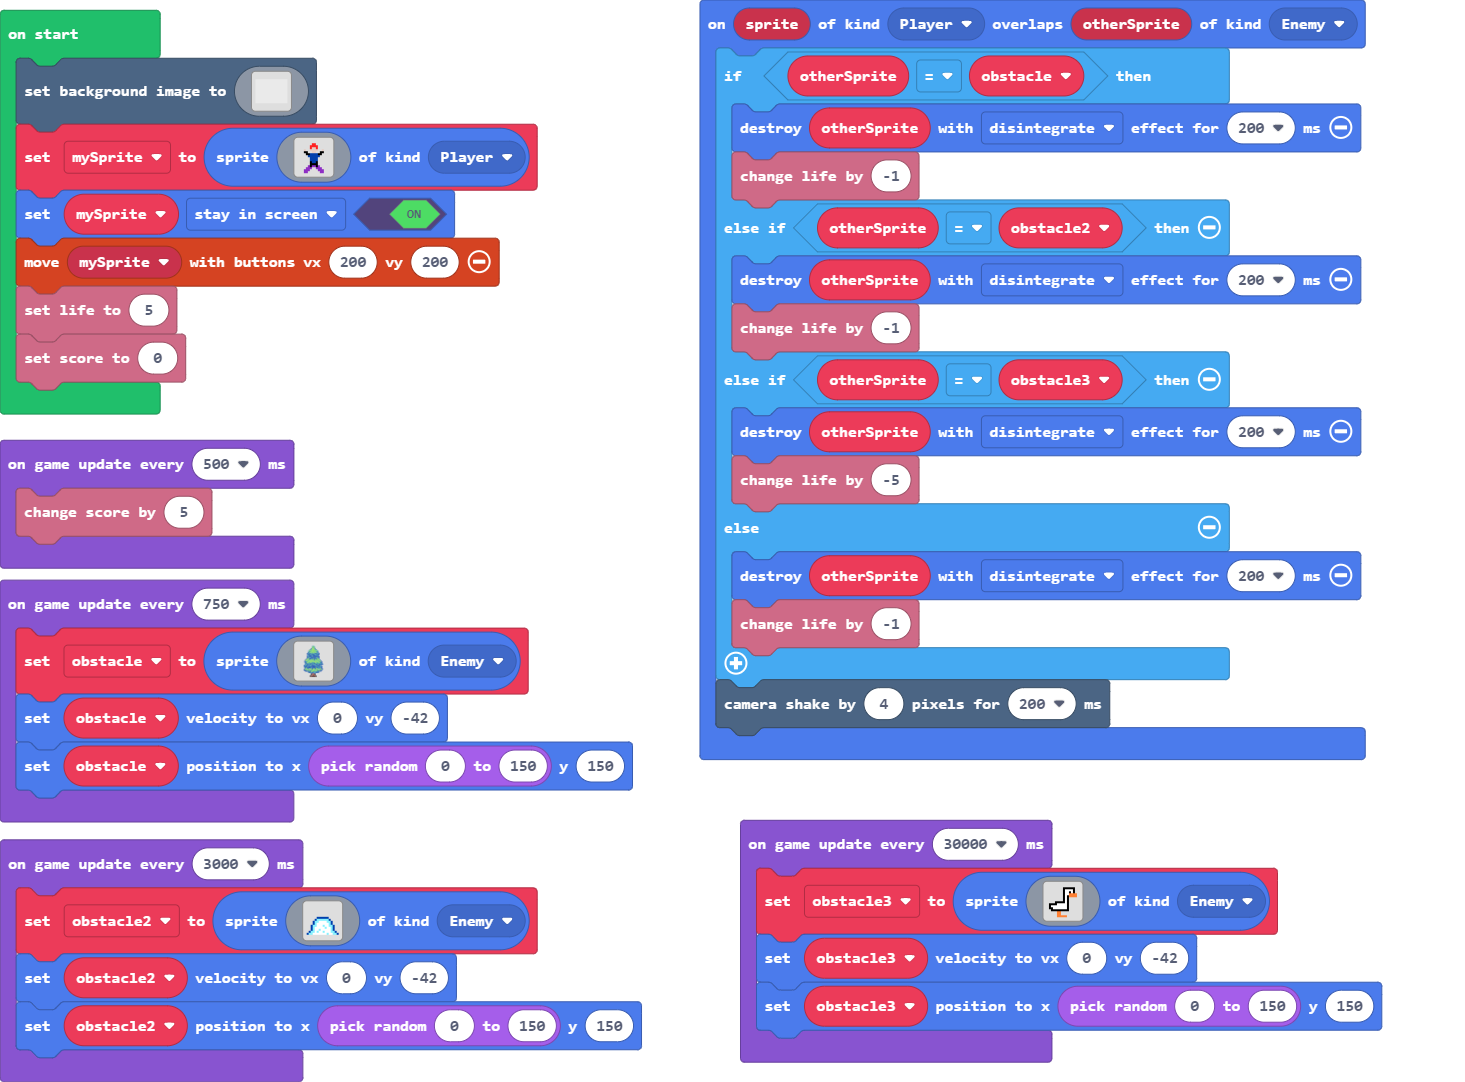 on start
set background image to
set mySprite to sprite of kind Player
set mySprite stay in screen ON
move mySprite with buttons vx 200 vy 200
set life to 5
set score to 0
on game update every 500 ms
change score by 5
on game update every 750 ms
set obstacle to sprite of kind Enemy
set obstacle velocity to vx 0 vy -42
set obstacle position to x pick random 0 to 150 y 150
on game update every 3000 ms
set obstacle2 to sprite of kind Enemy
set obstacle2 velocity to vx 0 vy -42
set obstacle2 position to x pick random 0 to 150 y 150
on sprite of kind Player overlaps otherSprite of kind Enemy
if otherSprite = obstacle then
destroy otherSprite with disintegrate effect for 200 ms
change life by -1
else if otherSprite = obstacle2 then
destroy otherSprite with disintegrate effect for 200 ms
change life by -1
else if otherSprite = obstacle3 then
destroy otherSprite with disintegrate effect for 200 ms
change life by -5
else
destroy otherSprite with disintegrate effect for 200 ms
change life by -1
camera shake by 4 pixels for 200 ms
on game update every 30000 ms
set obstacle3 to sprite of kind Enemy
set obstacle3 velocity to vx 0 vy -42
set obstacle3 position to x pick random 0 to 150 y 150